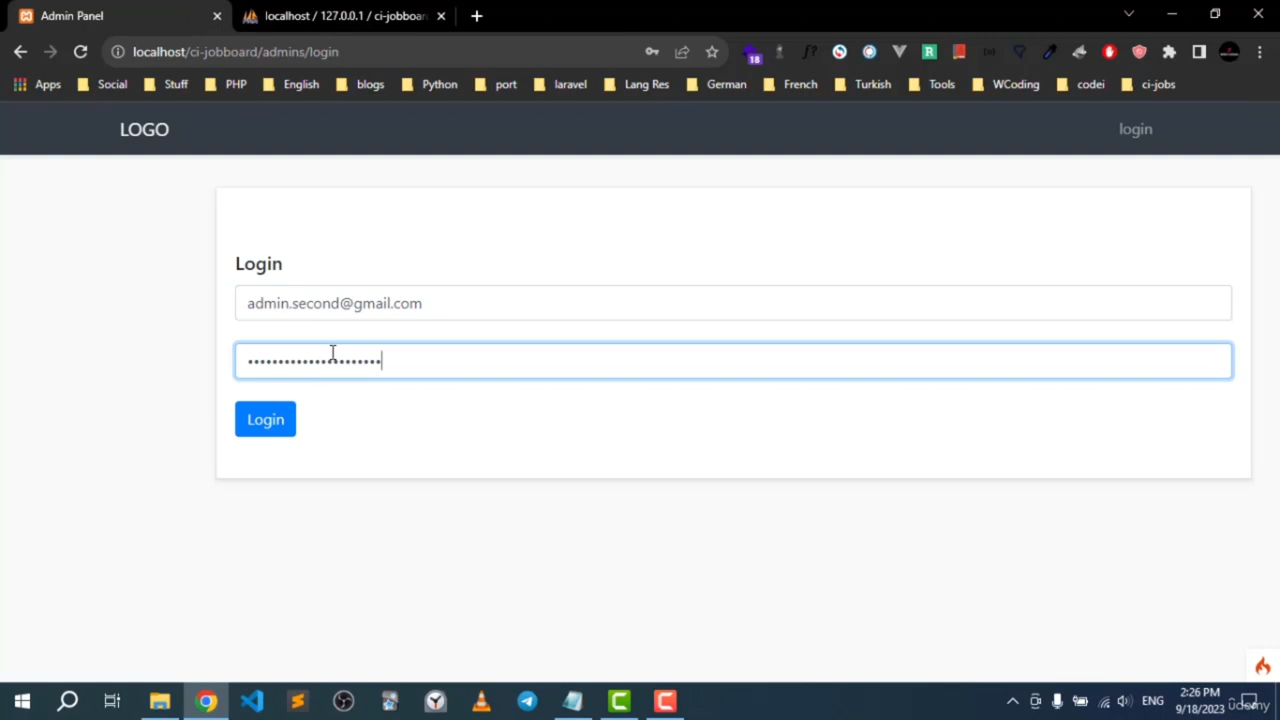 Admin Panel
localhost / 127.0.0.1 / ci-jobboar
localhost/ci-jobboard/admins/login
18
Apps
Social
Stuff
PHP
English
blogs
Python
port
laravel
Lang Res
German
French
Turkish
Tools
WCoding
codei
ci-jobs
LOGO
login
Login
admin.second@gmail.com
Login
ENG
2:26 PM
9/18/2023
udemy